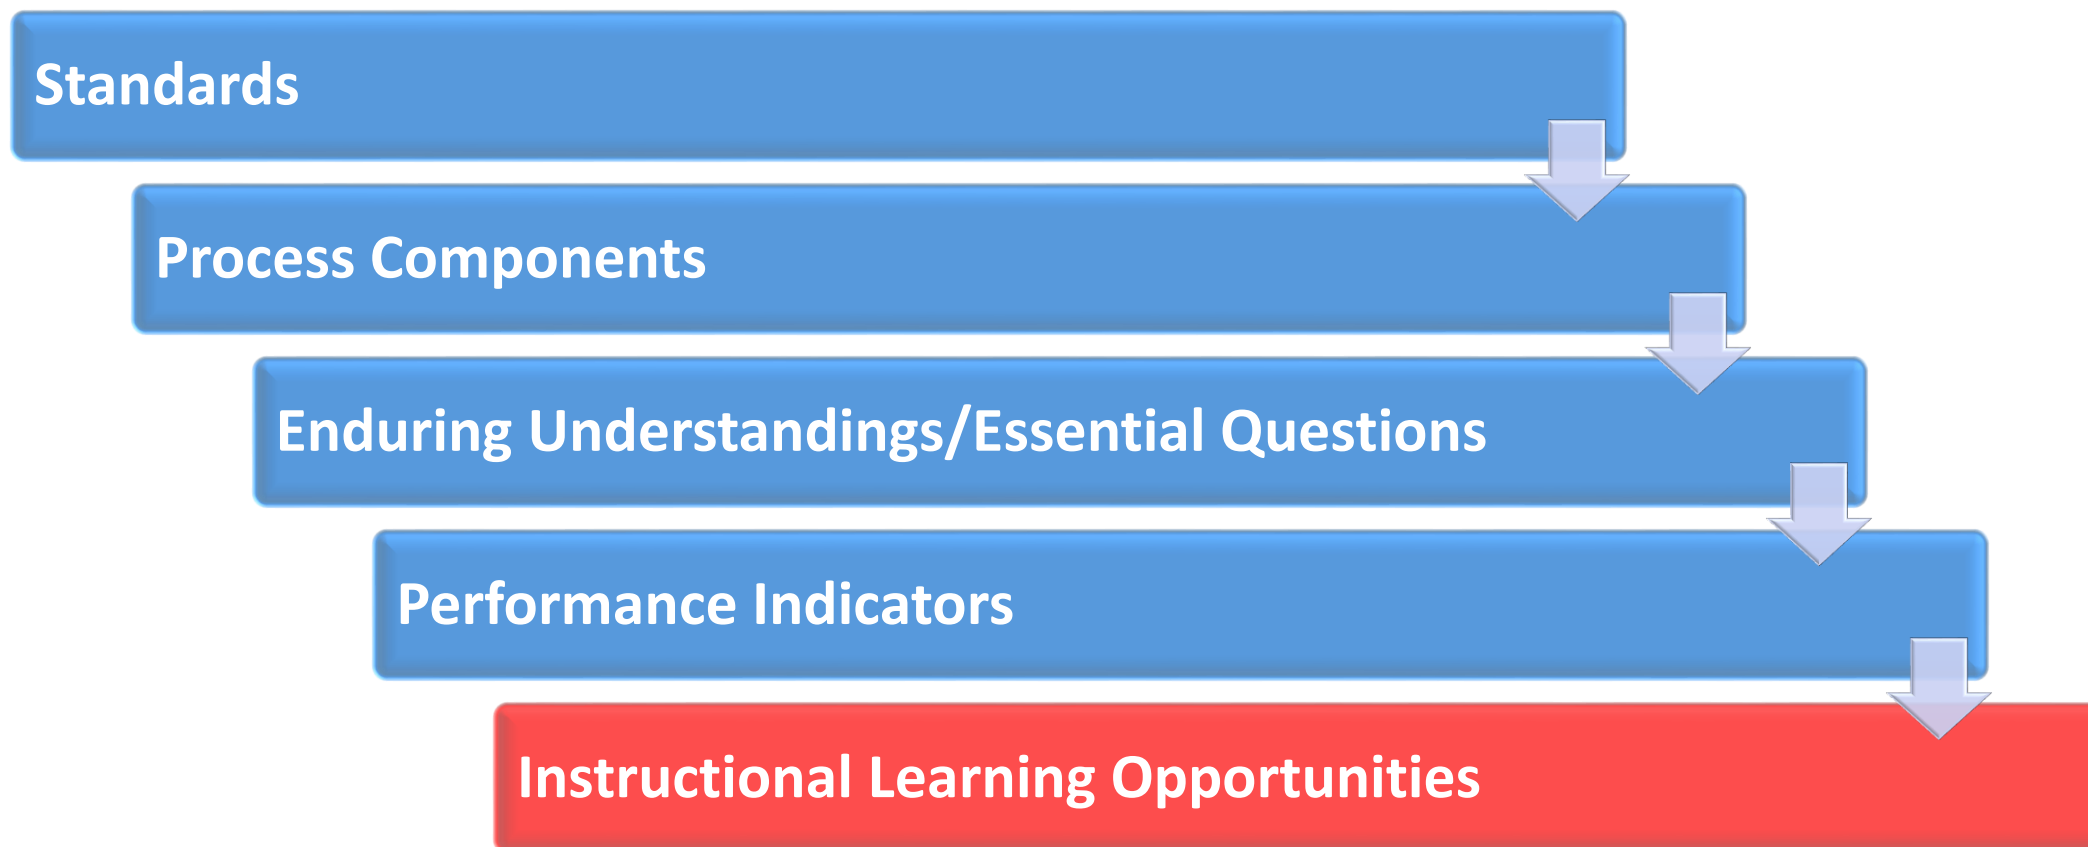 Standards
Process Components
Enduring Understandings/Essential Questions
Performance Indicators
Instructional Learning Opportunities